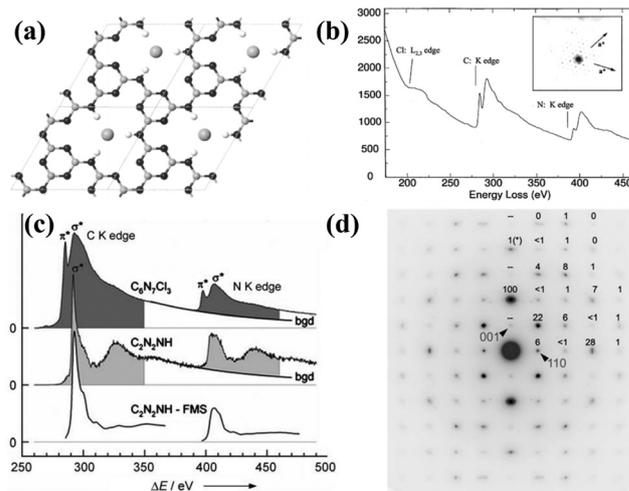 (a)
(b)
3000
2500
2000
1500
1000
500
0
Cl: L2,3 edge
C: K edge
N: K edge
a*
a*
200
250
300
350
400
450
Energy Loss (eV)
(c)
π* σ* C K edge
σ*
C6N7Cl3
N K edge
π* σ*
bgd
0
C2N2NH
bgd
0
C2N2NH - FMS
0
250
300
350
400
450
500
ΔE / eV
(d)
-- 0 1 0
1(*) <1 1 0
-- 4 8 1
100 <1 1 7 1
-- 22 6 <1 1
001
6 <1 28 1
110